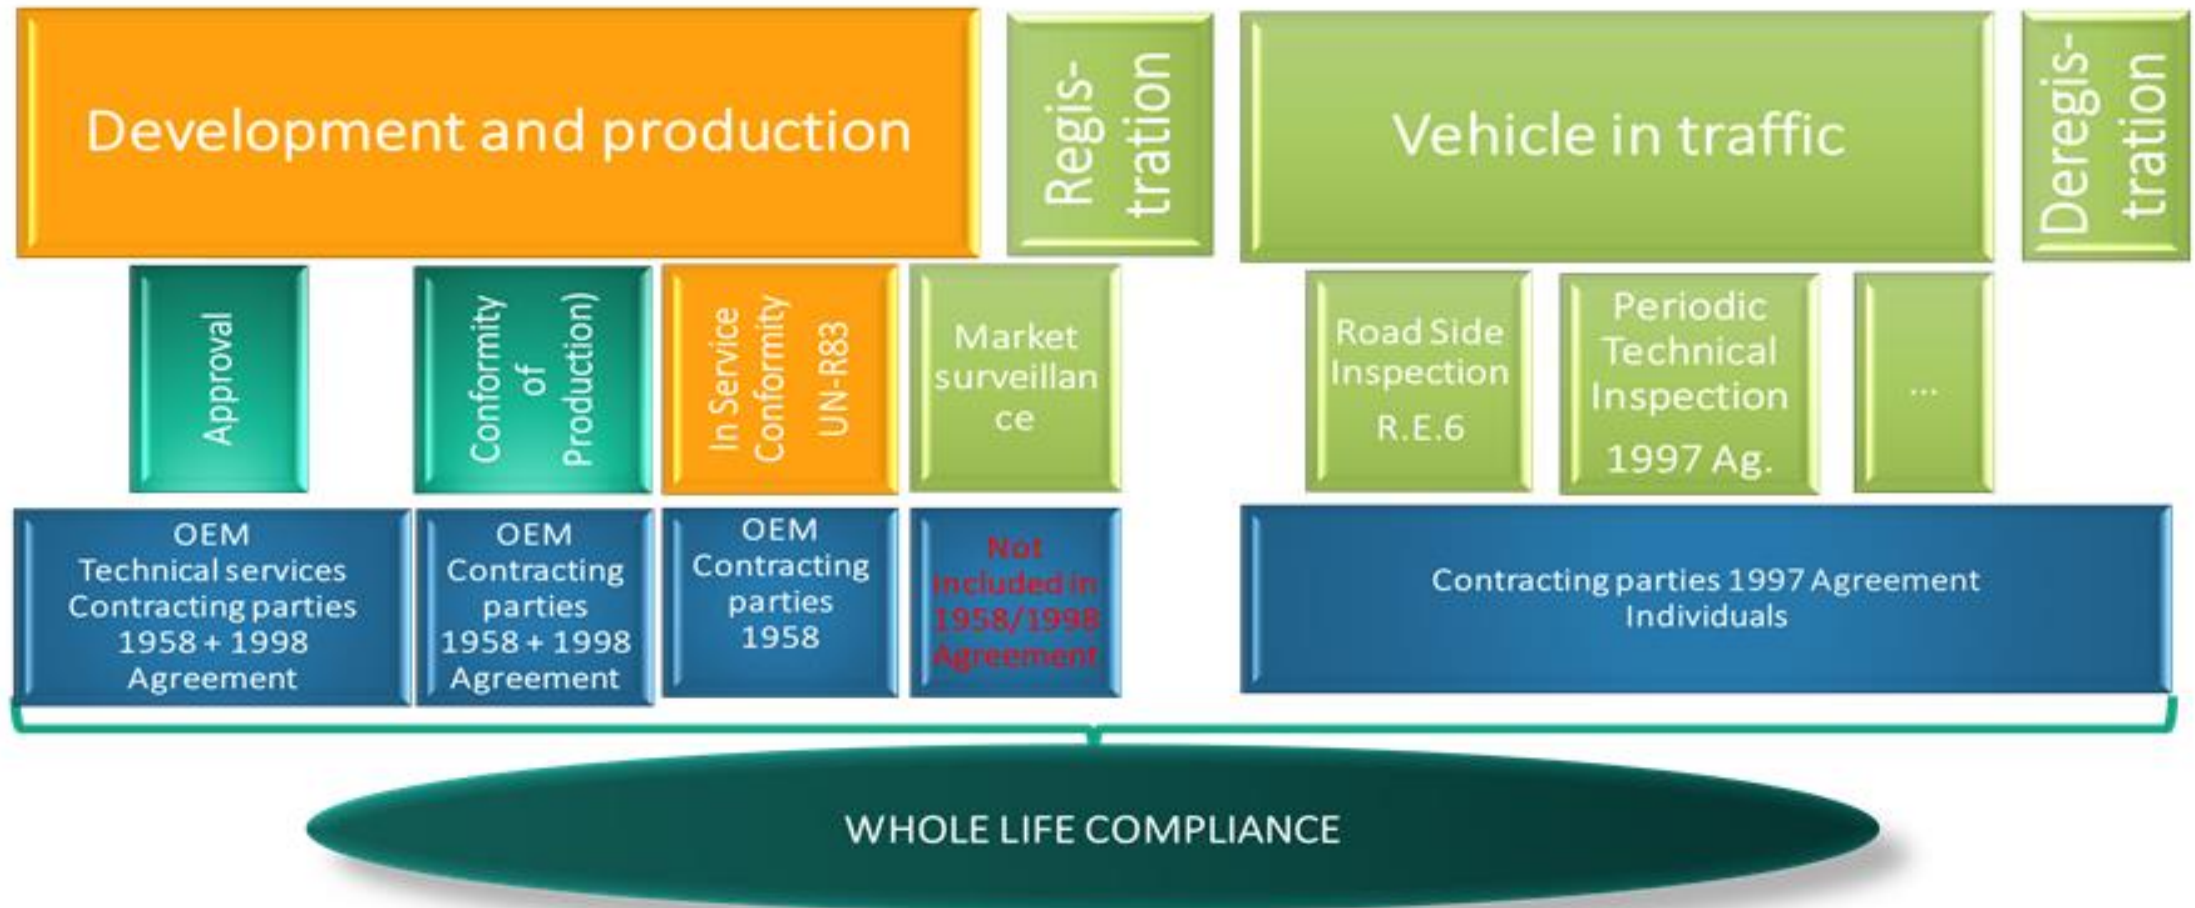 Development and production
Regis-
tration
Vehicle in traffic
Deregis-
tration
Approval
Conformity
of
Production)
In Service
Conformity
UN-R83
Market
surveillan
ce
Road Side
Inspection
R.E.6
Periodic
Technical
Inspection
1997 Ag.
...
OEM
Technical services
Contracting parties
1958 + 1998
Agreement
OEM
Contracting
parties
1958 + 1998
Agreement
OEM
Contracting
parties
1958
Not
included in
1958/1998
Agreement
Contracting parties 1997 Agreement
Individuals
WHOLE LIFE COMPLIANCE